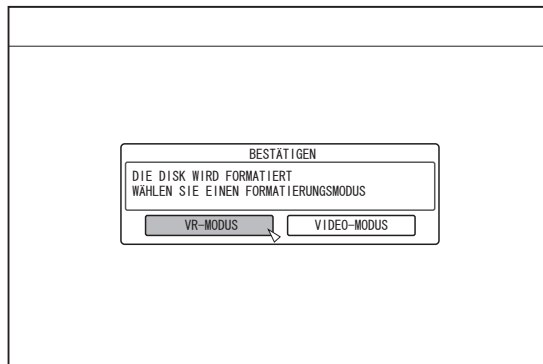 BESTÄTIGEN
DIE DISK WIRD FORMATIERT
WÄHLEN SIE EINEN FORMATIERUNGSMODUS
VR-MODUS
VIDEO-MODUS